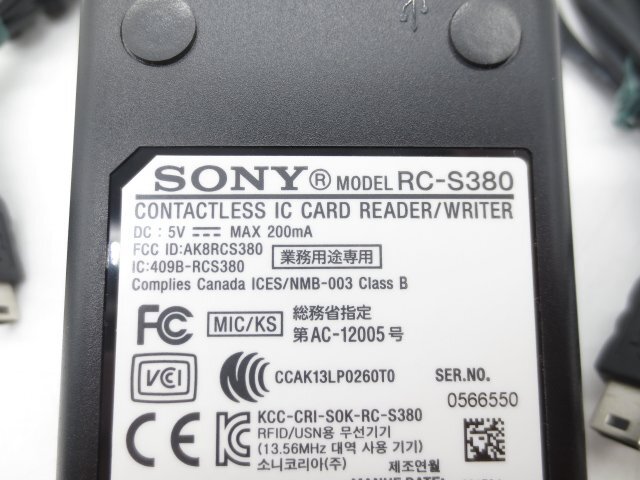 SONY® MODEL RC-S380
CONTACTLESS IC CARD READER/WRITER
DC : 5V ⎓ MAX 200mA
FCC ID:AK8RCS380
IC:409B-RCS380 業務用途専用
Complies Canada ICES/NMB-003 Class B
FC MIC/KS 総務省指定
第AC-12005号
VCI CCAK13LP0260T0 SER.NO.
0566550
CE KCC-CRI-SOK-RC-S380
RFID/USN용 무선기기
(13.56MHz 대역 사용 기기)
소니코리아(주) 제조연월
MANUF.DATE: